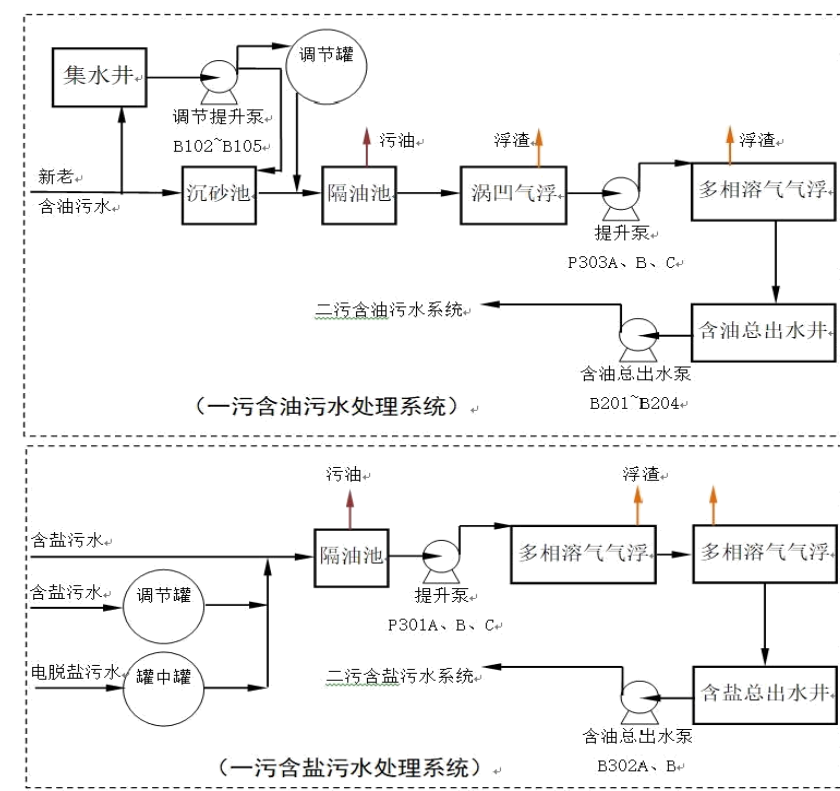 集水井
调节罐
调节提升泵
B102~B105
新老
含油污水
沉砂池
污油
隔油池
浮渣
涡凹气浮
提升泵
P303A、B、C
浮渣
多相溶气气浮
二污含油污水系统
含油总出水井
含油总出水泵
B201~B204
（一污含油污水处理系统）
含盐污水
含盐污水
调节罐
电脱盐污水
罐中罐
污油
隔油池
提升泵
P301A、B、C
浮渣
多相溶气气浮
多相溶气气浮
二污含盐污水系统
含盐总出水井
含油总出水泵
B302A、B
（一污含盐污水处理系统）